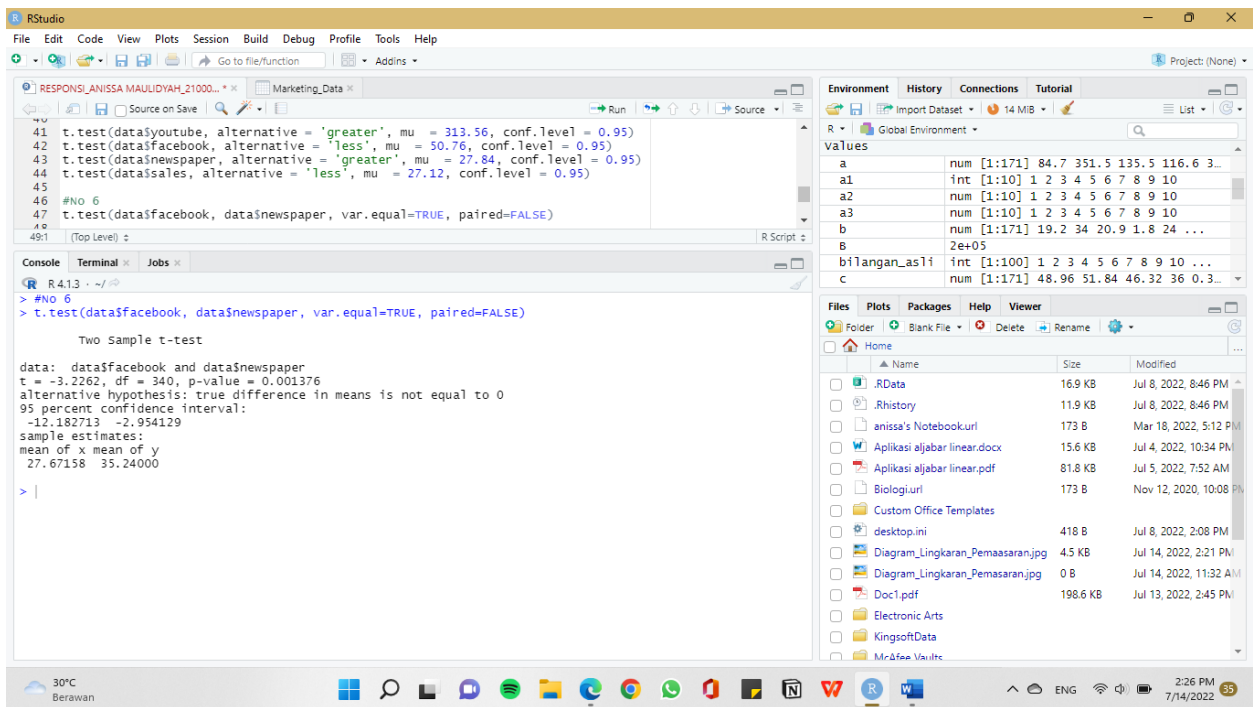 RStudio
File Edit Code View Plots Session Build Debug Profile Tools Help
Go to file/function Addins Project: (None)
RESPONSI_ANISSA MAULIDYAH_21000... * Marketing_Data
Source on Save Run Source
40
41 t.test(data$youtube, alternative = 'greater', mu = 313.56, conf.level = 0.95)
42 t.test(data$facebook, alternative = 'less', mu = 50.76, conf.level = 0.95)
43 t.test(data$newspaper, alternative = 'greater', mu = 27.84, conf.level = 0.95)
44 t.test(data$sales, alternative = 'less', mu = 27.12, conf.level = 0.95)
45
46 #No 6
47 t.test(data$facebook, data$newspaper, var.equal=TRUE, paired=FALSE)
48
49:1 (Top Level) R Script
Console Terminal Jobs
R 4.1.3 · ~/
> #No 6
> t.test(data$facebook, data$newspaper, var.equal=TRUE, paired=FALSE)
Two Sample t-test
data: data$facebook and data$newspaper
t = -3.2262, df = 340, p-value = 0.001376
alternative hypothesis: true difference in means is not equal to 0
95 percent confidence interval:
-12.182713 -2.954129
sample estimates:
mean of x mean of y
27.67158 35.24000
>
Environment History Connections Tutorial
Import Dataset 14 MiB List
R Global Environment
Values
a num [1:171] 84.7 351.5 135.5 116.6 3…
a1 int [1:10] 1 2 3 4 5 6 7 8 9 10
a2 num [1:10] 1 2 3 4 5 6 7 8 9 10
a3 num [1:10] 1 2 3 4 5 6 7 8 9 10
b num [1:171] 19.2 34 20.9 1.8 24 ...
B 2e+05
bilangan_asli int [1:100] 1 2 3 4 5 6 7 8 9 10 ...
c num [1:171] 48.96 51.84 46.32 36 0.3…
Files Plots Packages Help Viewer
Folder Blank File Delete Rename
Home
Name Size Modified
.RData 16.9 KB Jul 8, 2022, 8:46 PM
.Rhistory 11.9 KB Jul 8, 2022, 8:46 PM
anissa's Notebook.url 173 B Mar 18, 2022, 5:12 PM
Aplikasi aljabar linear.docx 15.6 KB Jul 4, 2022, 10:34 PM
Aplikasi aljabar linear.pdf 81.8 KB Jul 5, 2022, 7:52 AM
Biologi.url 173 B Nov 12, 2020, 10:08 PM
Custom Office Templates
desktop.ini 418 B Jul 8, 2022, 2:08 PM
Diagram_Lingkaran_Pemaasaran.jpg 4.5 KB Jul 14, 2022, 2:21 PM
Diagram_Lingkaran_Pemasaran.jpg 0 B Jul 14, 2022, 11:32 AM
Doc1.pdf 198.6 KB Jul 13, 2022, 2:45 PM
Electronic Arts
KingsoftData
McAfee Vaults
30°C
Berawan
ENG
2:26 PM
7/14/2022
35